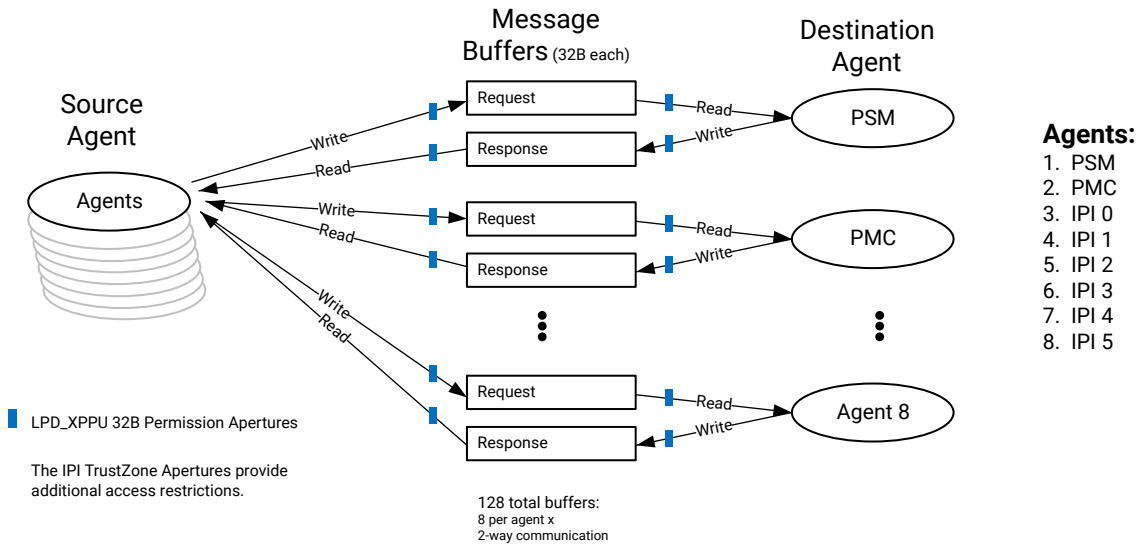 Message
Buffers (32B each)
Destination
Agent
Source
Agent
Agents
Write
Request
Read
PSM
Read
Response
Write
Write
Request
Read
PMC
Read
Response
Write
Write
Request
Read
Agent 8
Read
Response
Write
Agents:
1. PSM
2. PMC
3. IPI 0
4. IPI 1
5. IPI 2
6. IPI 3
7. IPI 4
8. IPI 5
LPD_XPPU 32B Permission Apertures
The IPI TrustZone Apertures provide
additional access restrictions.
128 total buffers:
8 per agent x
2-way communication